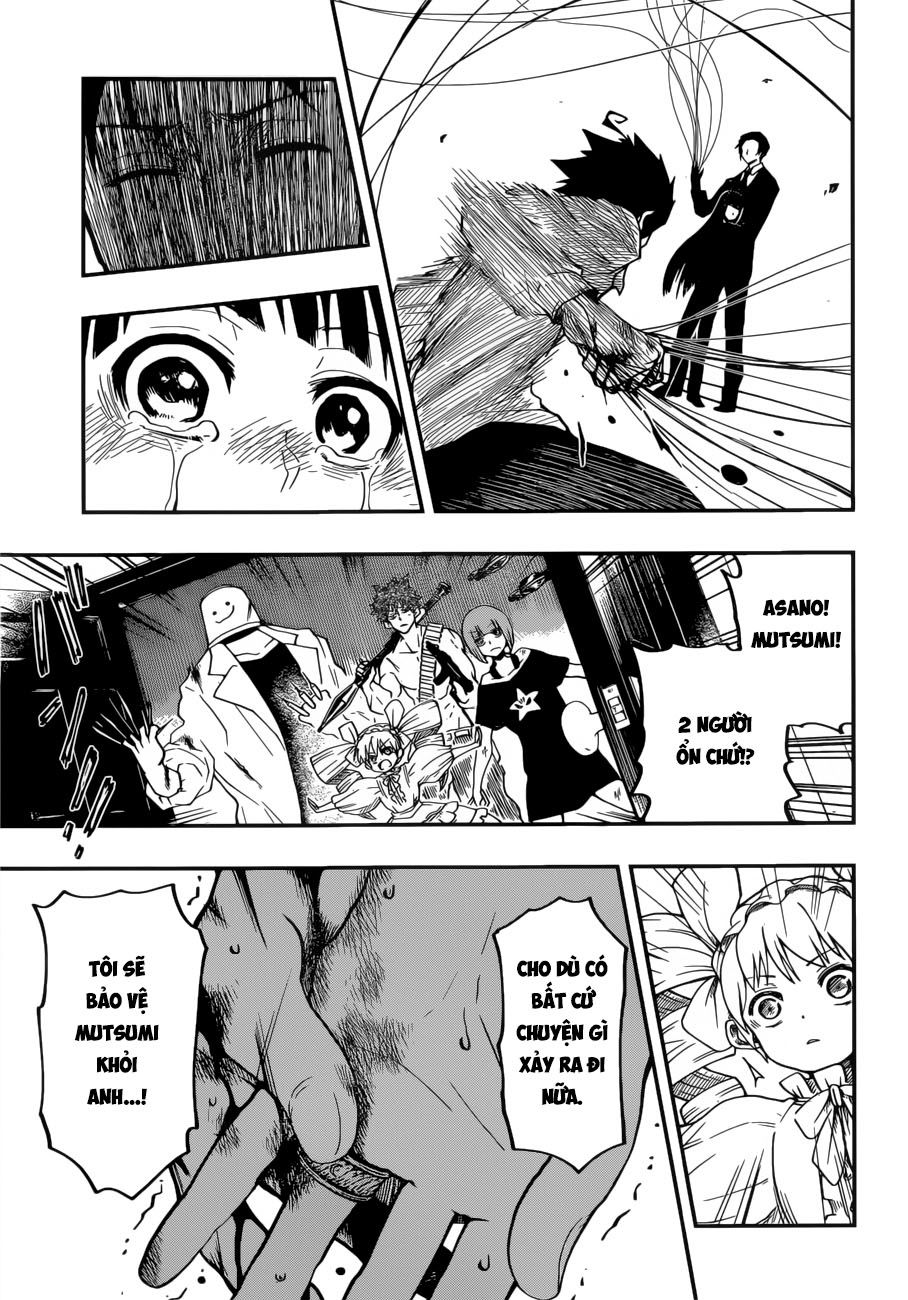 ASANO!
MUTSUMI!
2 NGƯỜI
ỔN CHỨ!?
CHO DÙ CÓ
BẤT CỨ
CHUYỆN GÌ
XẢY RA ĐI
NỮA.
TÔI SẼ
BẢO VỆ
MUTSUMI
KHỎI
ANH...!